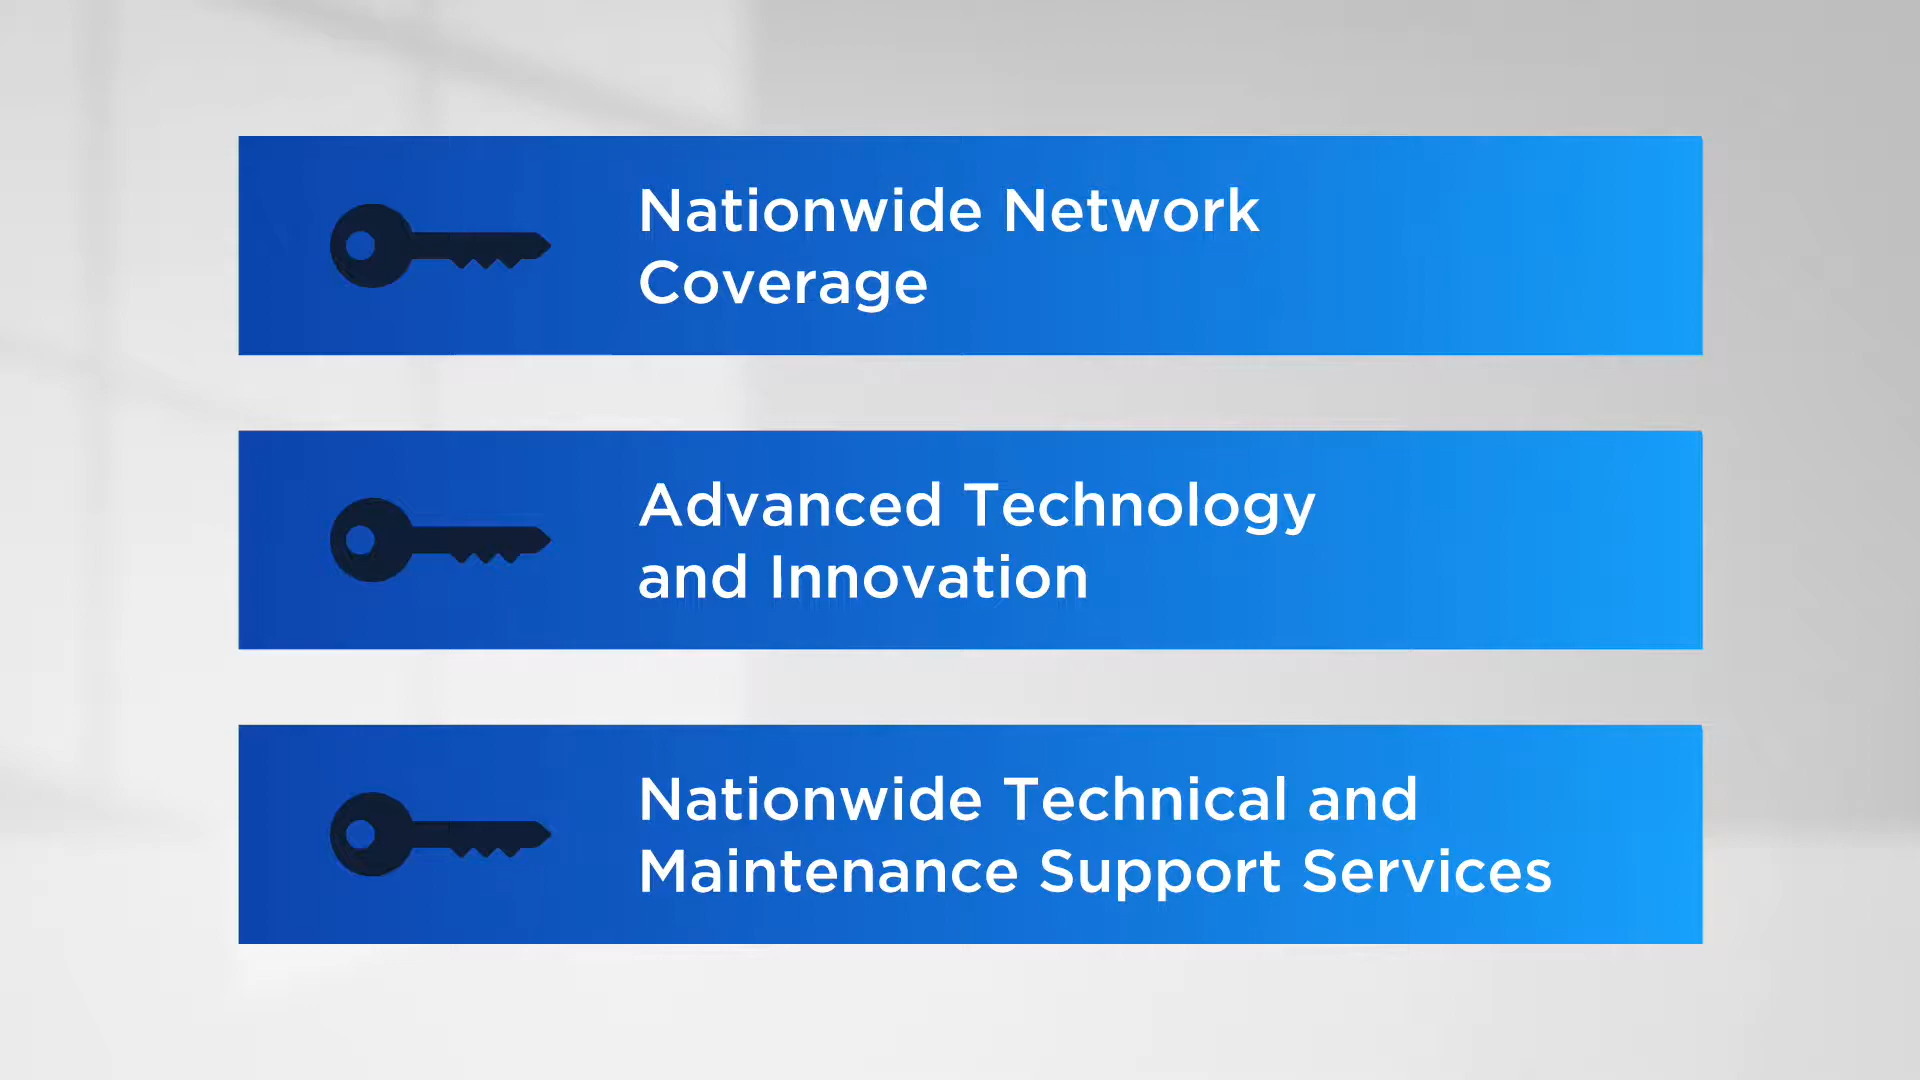 Nationwide Network
Coverage
Advanced Technology
and Innovation
Nationwide Technical and
Maintenance Support Services